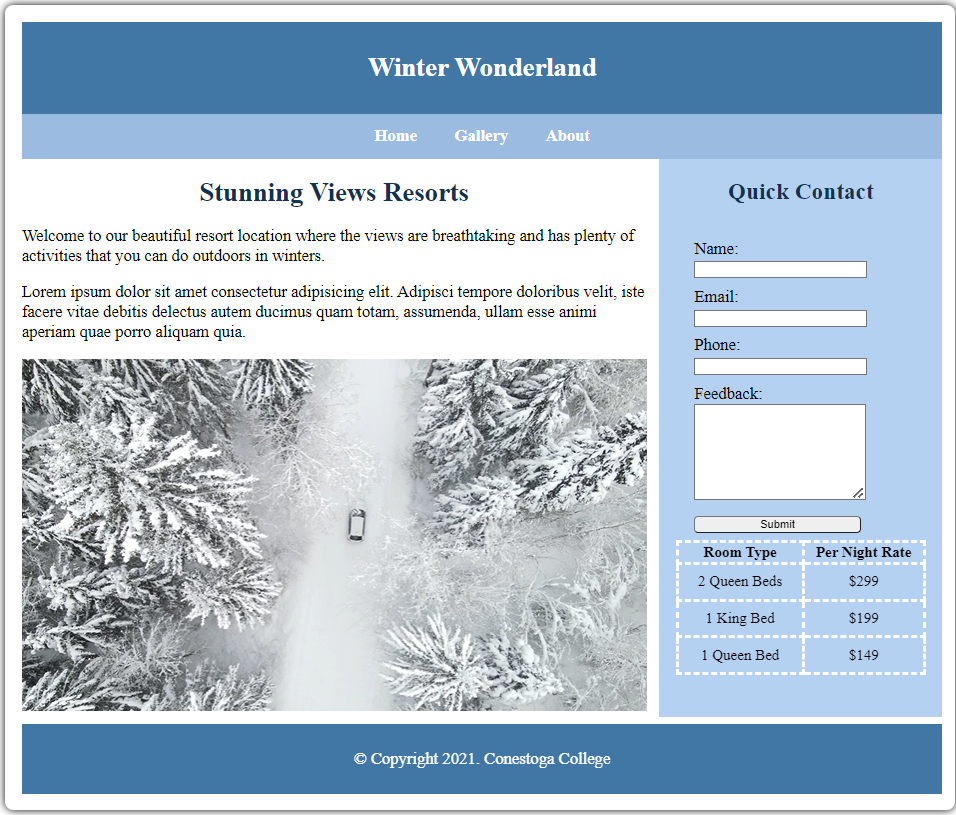 Winter Wonderland
Home Gallery About
Stunning Views Resorts
Welcome to our beautiful resort location where the views are breathtaking and has plenty of
activities that you can do outdoors in winters.
Lorem ipsum dolor sit amet consectetur adipisicing elit. Adipisci tempore doloribus velit, iste
facere vitae debitis delectus autem ducimus quam totam, assumenda, ullam esse animi
aperiam quae porro aliquam quia.
Quick Contact
Name:
Email:
Phone:
Feedback:
Submit
Room Type Per Night Rate
2 Queen Beds $299
1 King Bed $199
1 Queen Bed $149
© Copyright 2021. Conestoga College